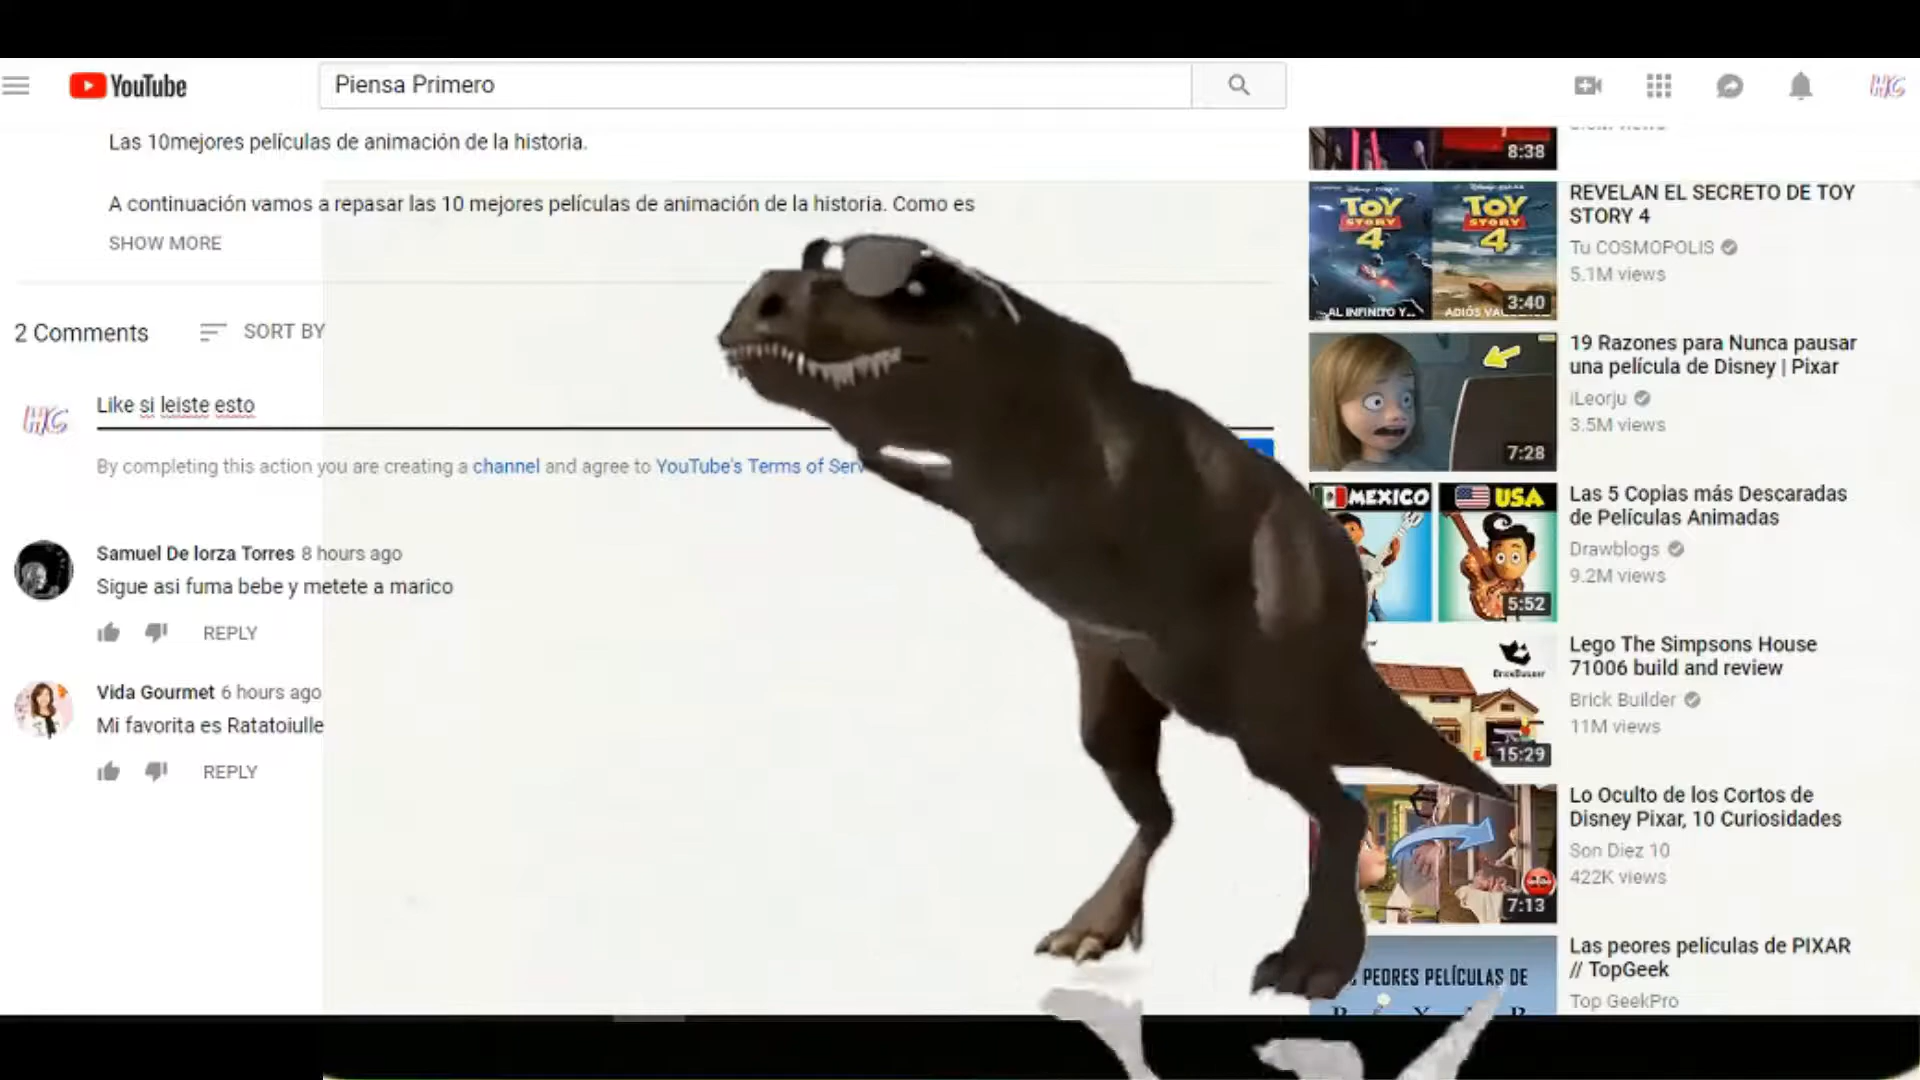 YouTube
Piensa Primero
HG
Las 10mejores películas de animación de la historia.
A continuación vamos a repasar las 10 mejores películas de animación de la historia. Como es
SHOW MORE
2 Comments
SORT BY
HG
Like si leiste esto
By completing this action you are creating a channel and agree to YouTube's Terms of Serv
Samuel De lorza Torres 8 hours ago
Sigue asi fuma bebe y metete a marico
REPLY
Vida Gourmet 6 hours ago
Mi favorita es Ratatoiulle
REPLY
8:38
TOY STORY 4
TOY STORY 4
AL INFINITO Y...
3:40
REVELAN EL SECRETO DE TOY
STORY 4
Tu COSMOPOLIS
5.1M views
7:28
19 Razones para Nunca pausar
una película de Disney | Pixar
iLeorju
3.5M views
MEXICO
USA
5:52
Las 5 Copias más Descaradas
de Películas Animadas
Drawblogs
9.2M views
15:29
Lego The Simpsons House
71006 build and review
Brick Builder
11M views
7:13
Lo Oculto de los Cortos de
Disney Pixar, 10 Curiosidades
Son Diez 10
422K views
PEORES PELÍCULAS DE
Las peores películas de PIXAR
// TopGeek
Top GeekPro